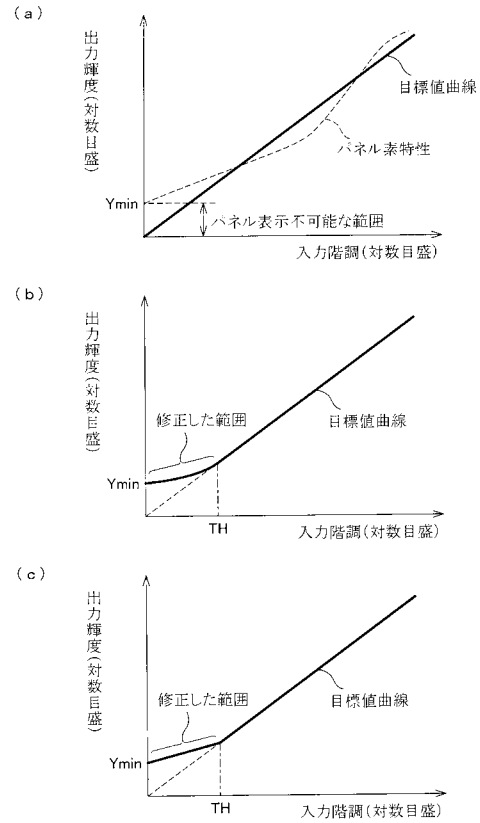 (a)
出力輝度(対数目盛)
目標値曲線
パネル素特性
Ymin
パネル表示不可能な範囲
入力階調(対数目盛)
(b)
出力輝度(対数目盛)
修正した範囲
目標値曲線
Ymin
TH
入力階調(対数目盛)
(c)
出力輝度(対数目盛)
修正した範囲
目標値曲線
Ymin
TH
入力階調(対数目盛)